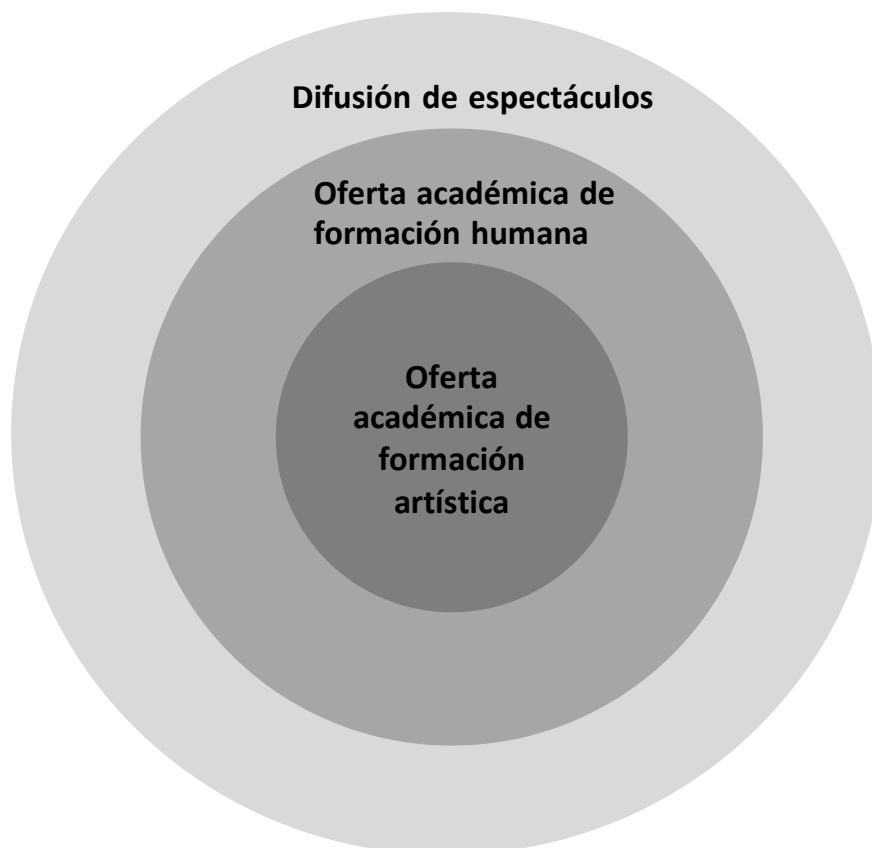 Difusión de espectáculos
Oferta académica de
formación humana
Oferta
académica de
formación
artística